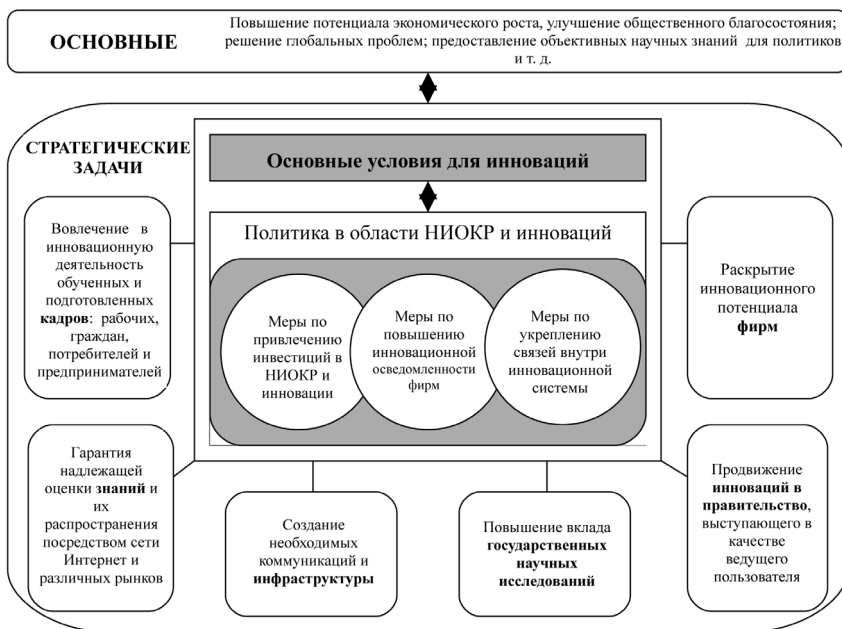 ОСНОВНЫЕ
Повышение потенциала экономического роста, улучшение общественного благосостояния;
решение глобальных проблем; предоставление объективных научных знаний для политиков
и т. д.
СТРАТЕГИЧЕСКИЕ
ЗАДАЧИ
Основные условия для инноваций
Политика в области НИОКР и инноваций
Меры по
привлечению
инвестиций в
НИОКР и
инновации
Меры по
повышению
инновационной
осведомленности
фирм
Меры по
укреплению
связей внутри
инновационной
системы
Вовлечение в
инновационную
деятельность
обученных и
подготовленных
кадров: рабочих,
граждан,
потребителей и
предпринимателей
Раскрытие
инновационного
потенциала
фирм
Гарантия
надлежащей
оценки знаний и
их
распространения
посредством сети
Интернет и
различных рынков
Создание
необходимых
коммуникаций и
инфраструктуры
Повышение вклада
государственных
научных
исследований
Продвижение
инноваций в
правительство,
выступающего в
качестве
ведущего
пользователя